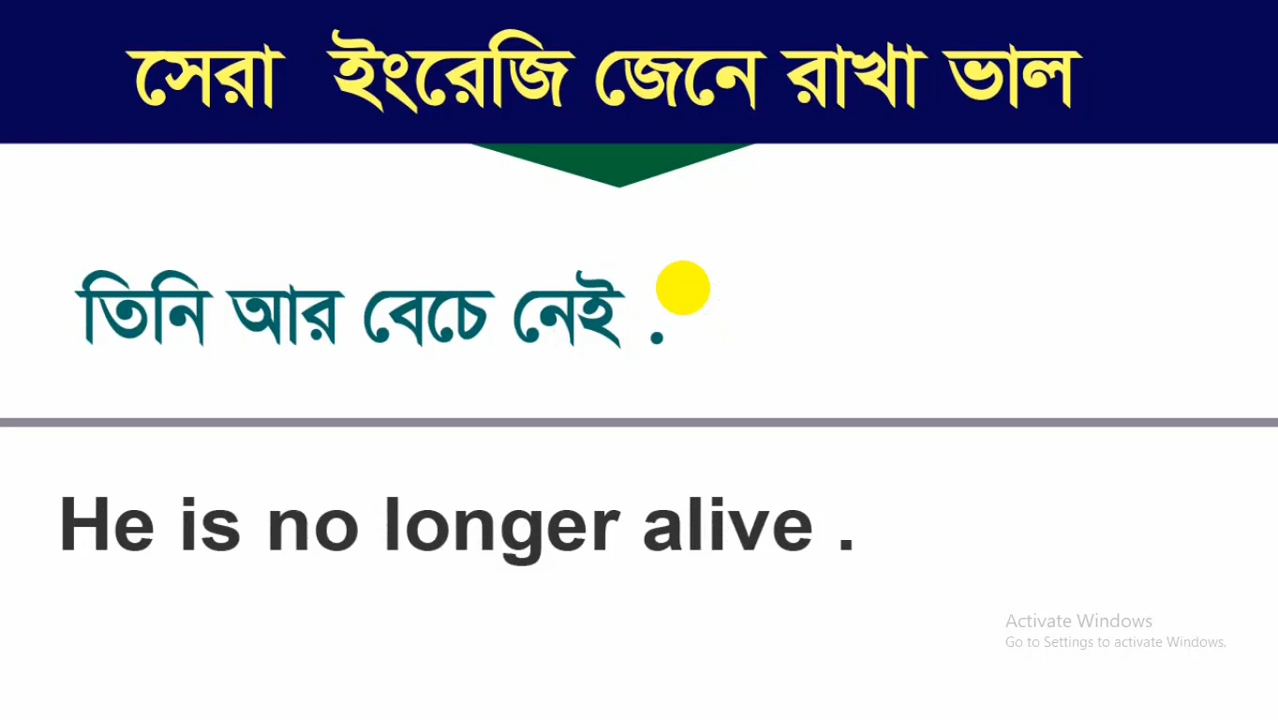 সেরা ইংরেজি জেনে রাখা ভাল
তিনি আর বেচে নেই .
He is no longer alive .
Activate Windows
Go to Settings to activate Windows.